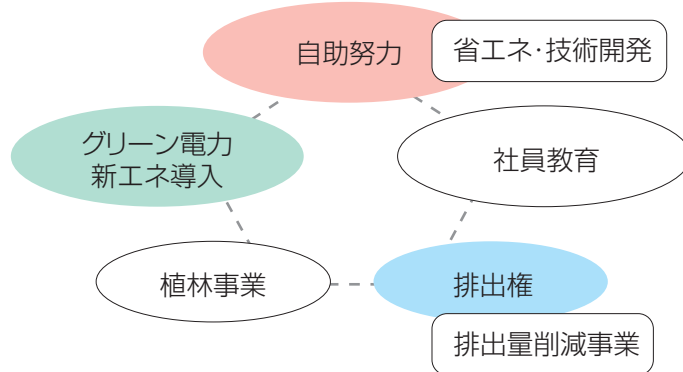 自助努力
省エネ・技術開発
グリーン電力
新エネ導入
社員教育
植林事業
排出権
排出量削減事業